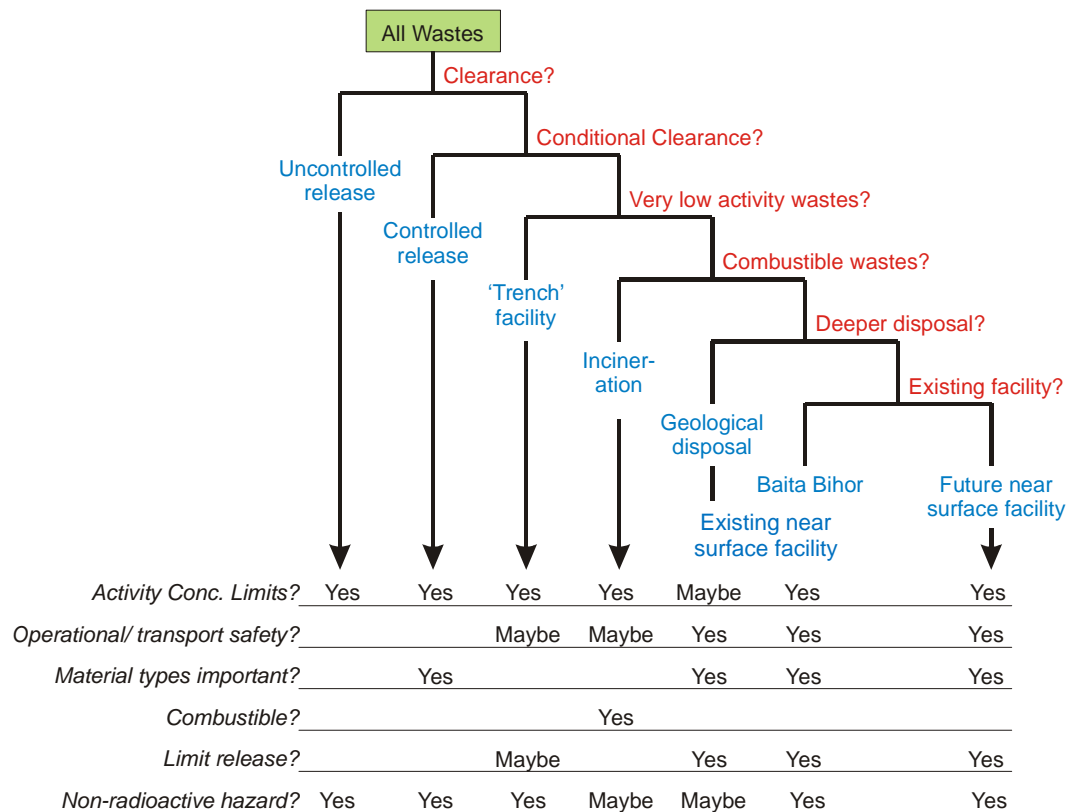 All Wastes
Clearance?
Conditional Clearance?
Uncontrolled
release
Very low activity wastes?
Controlled
release
Combustible wastes?
‘Trench’
facility
Deeper disposal?
Inciner-
ation
Existing facility?
Geological
disposal
Baita Bihor
Future near
surface facility
Existing near
surface facility
Activity Conc. Limits? Yes Yes Yes Yes Maybe Yes Yes
Operational/ transport safety? Maybe Maybe Yes Yes Yes
Material types important? Yes Yes Yes Yes
Combustible? Yes
Limit release? Maybe Yes Yes Yes
Non-radioactive hazard? Yes Yes Yes Maybe Maybe Yes Yes